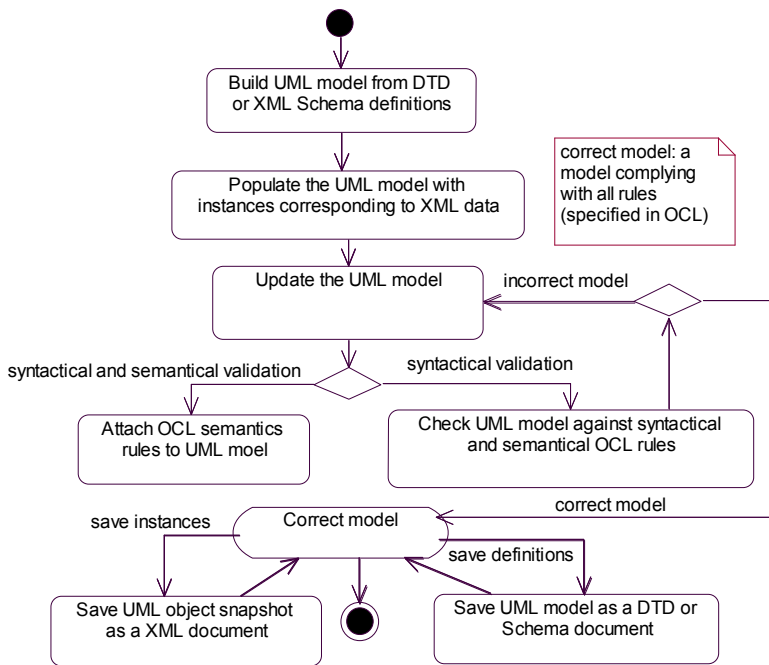 Build UML model from DTD
or XML Schema definitions
correct model: a
model complying
with all rules
(specified in OCL)
Populate the UML model with
instances corresponding to XML data
Update the UML model
incorrect model
syntactical and semantical validation
syntactical validation
Attach OCL semantics
rules to UML moel
Check UML model against syntactical
and semantical OCL rules
correct model
save instances
Correct model
save definitions
Save UML object snapshot
as a XML document
Save UML model as a DTD or
Schema document